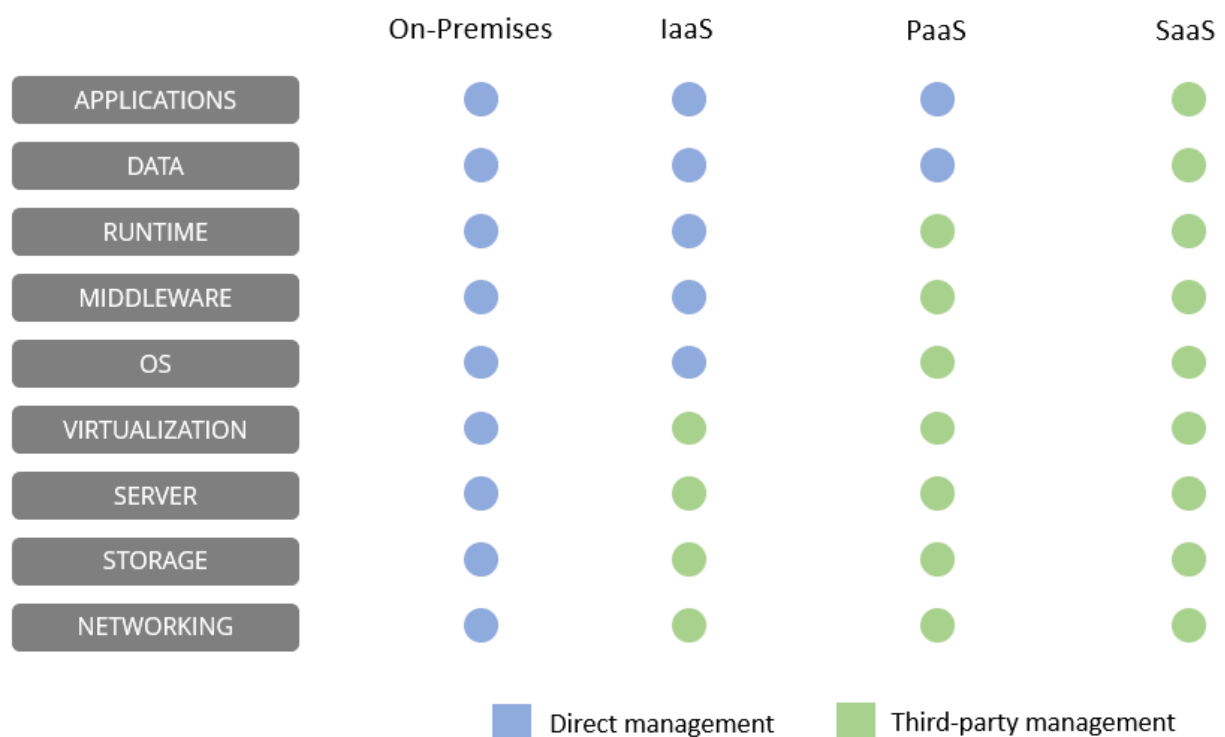 On-Premises IaaS PaaS SaaS
APPLICATIONS
DATA
RUNTIME
MIDDLEWARE
OS
VIRTUALIZATION
SERVER
STORAGE
NETWORKING
Direct management Third-party management